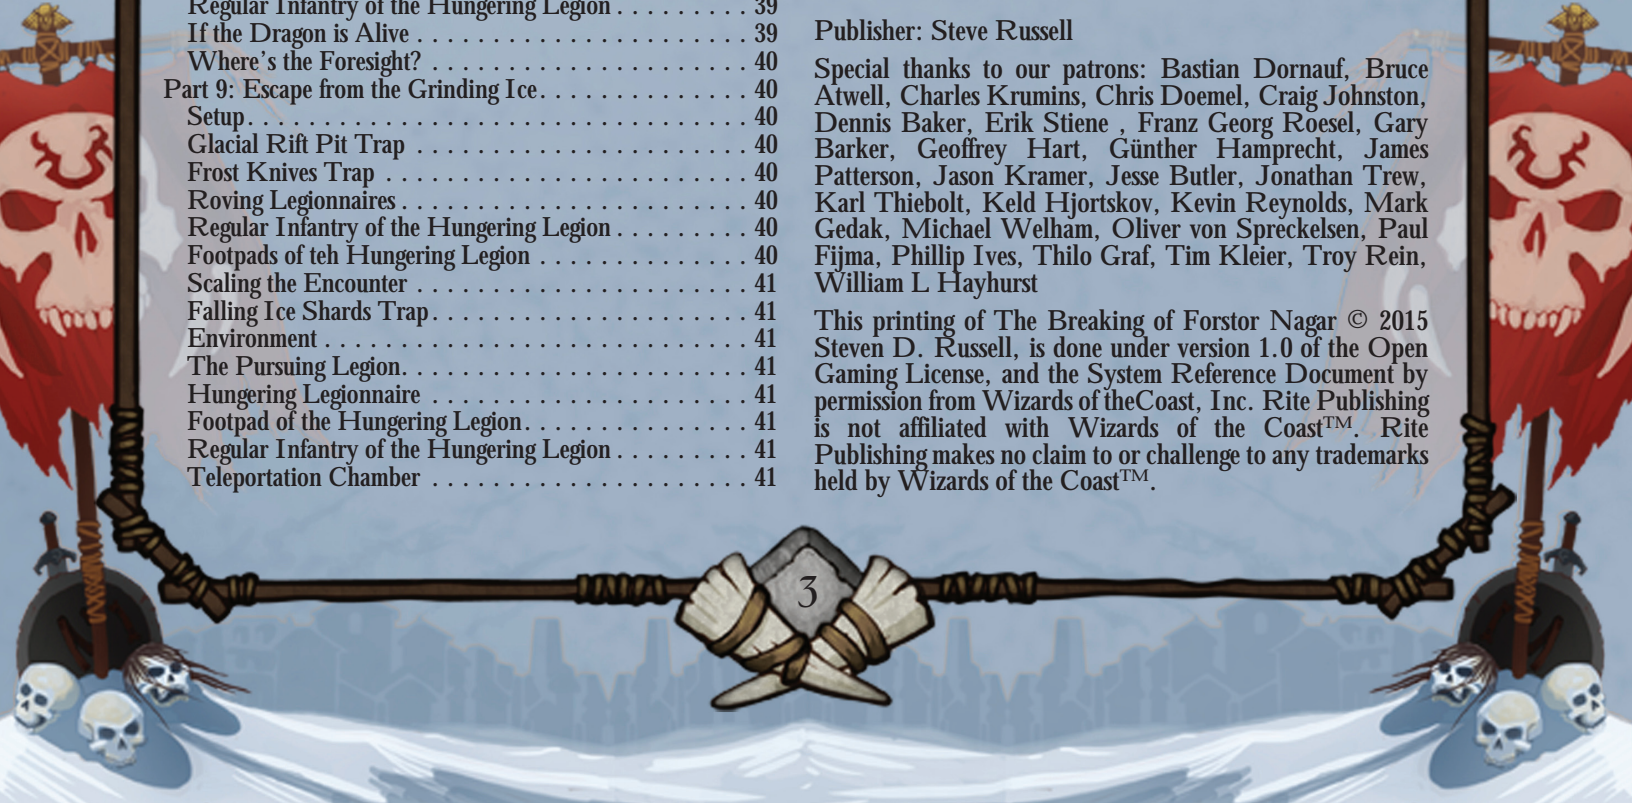 Regular Infantry of the Hungering Legion . . . . . . . . . 39
If the Dragon is Alive . . . . . . . . . . . . . . . . . . . . . . 39
Where's the Foresight? . . . . . . . . . . . . . . . . . . . . . 40
Part 9: Escape from the Grinding Ice. . . . . . . . . . . . . . 40
Setup. . . . . . . . . . . . . . . . . . . . . . . . . . . . . . . . . 40
Glacial Rift Pit Trap . . . . . . . . . . . . . . . . . . . . . . 40
Frost Knives Trap . . . . . . . . . . . . . . . . . . . . . . . . 40
Roving Legionnaires . . . . . . . . . . . . . . . . . . . . . . . 40
Regular Infantry of the Hungering Legion . . . . . . . . . 40
Footpads of teh Hungering Legion . . . . . . . . . . . . . . 40
Scaling the Encounter . . . . . . . . . . . . . . . . . . . . . . 41
Falling Ice Shards Trap. . . . . . . . . . . . . . . . . . . . . 41
Environment . . . . . . . . . . . . . . . . . . . . . . . . . . . . 41
The Pursuing Legion. . . . . . . . . . . . . . . . . . . . . . . 41
Hungering Legionnaire . . . . . . . . . . . . . . . . . . . . . 41
Footpad of the Hungering Legion. . . . . . . . . . . . . . . 41
Regular Infantry of the Hungering Legion . . . . . . . . . 41
Teleportation Chamber . . . . . . . . . . . . . . . . . . . . . 41
Publisher: Steve Russell
Special thanks to our patrons: Bastian Dornauf, Bruce
Atwell, Charles Krumins, Chris Doemel, Craig Johnston,
Dennis Baker, Erik Stiene , Franz Georg Roesel, Gary
Barker, Geoffrey Hart, Günther Hamprecht, James
Patterson, Jason Kramer, Jesse Butler, Jonathan Trew,
Karl Thiebolt, Keld Hjortskov, Kevin Reynolds, Mark
Gedak, Michael Welham, Oliver von Spreckelsen, Paul
Fijma, Phillip Ives, Thilo Graf, Tim Kleier, Troy Rein,
William L Hayhurst
This printing of The Breaking of Forstor Nagar © 2015
Steven D. Russell, is done under version 1.0 of the Open
Gaming License, and the System Reference Document by
permission from Wizards of theCoast, Inc. Rite Publishing
is not affiliated with Wizards of the Coast™. Rite
Publishing makes no claim to or challenge to any trademarks
held by Wizards of the Coast™.
3